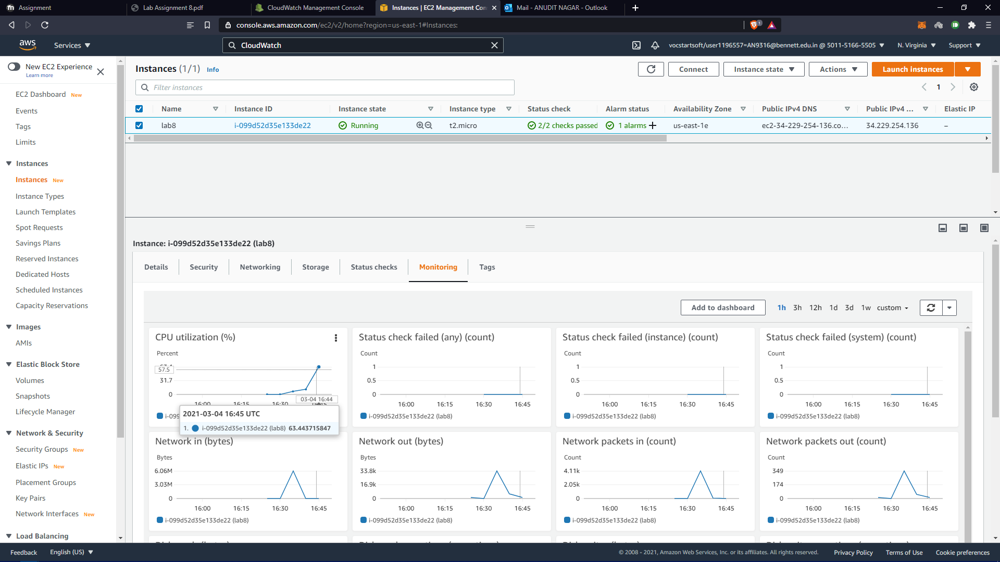 Assignment
Lab Assignment 8.pdf
CloudWatch Management Console
Instances | EC2 Management Con
Mail - ANUDIT NAGAR - Outlook
console.aws.amazon.com/ec2/v2/home?region=us-east-1#Instances:
1
aws
Services
CloudWatch
vocstartsoft/user1196557=AN9316@bennett.edu.in @ 5011-5166-5505
N. Virginia
Support
New EC2 Experience
Learn more
EC2 Dashboard New
Events
Tags
Limits
Instances
Instances New
Instance Types
Launch Templates
Spot Requests
Savings Plans
Reserved Instances
Dedicated Hosts
Scheduled Instances
Capacity Reservations
Images
AMIs
Elastic Block Store
Volumes
Snapshots
Lifecycle Manager
Network & Security
Security Groups New
Elastic IPs New
Placement Groups
Key Pairs
Network Interfaces New
Load Balancing
Instances (1/1) Info
Connect
Instance state
Actions
Launch instances
Filter instances
1
Name Instance ID Instance state Instance type Status check Alarm status Availability Zone Public IPv4 DNS Public IPv4 ... Elastic IP
lab8 i-099d52d35e133de22 Running t2.micro 2/2 checks passed 1 alarms + us-east-1e ec2-34-229-254-136.co... 34.229.254.136 –
Instance: i-099d52d35e133de22 (lab8)
Details Security Networking Storage Status checks Monitoring Tags
Add to dashboard 1h 3h 12h 1d 3d 1w custom
CPU utilization (%)
Percent
57.5
31.7
0
16:00 16:15 16:30
03-04 16:44
i-099
2021-03-04 16:45 UTC
1. i-099d52d35e133de22 (lab8) 63.443715847
Status check failed (any) (count)
Count
1
0.5
0
16:00 16:15 16:30 16:45
i-099d52d35e133de22 (lab8)
Status check failed (instance) (count)
Count
1
0.5
0
16:00 16:15 16:30 16:45
i-099d52d35e133de22 (lab8)
Status check failed (system) (count)
Count
1
0.5
0
16:00 16:15 16:30 16:45
i-099d52d35e133de22 (lab8)
Network in (bytes)
Bytes
6.06M
3.03M
0
16:00 16:15 16:30 16:45
i-099d52d35e133de22 (lab8)
Network out (bytes)
Bytes
33.8k
16.9k
0
16:00 16:15 16:30 16:45
i-099d52d35e133de22 (lab8)
Network packets in (count)
Count
4.11k
2.05k
0
16:00 16:15 16:30 16:45
i-099d52d35e133de22 (lab8)
Network packets out (count)
Count
349
174
0
16:00 16:15 16:30 16:45
i-099d52d35e133de22 (lab8)
Feedback
English (US)
© 2008 - 2021, Amazon Web Services, Inc. or its affiliates. All rights reserved.
Privacy Policy
Terms of Use
Cookie preferences